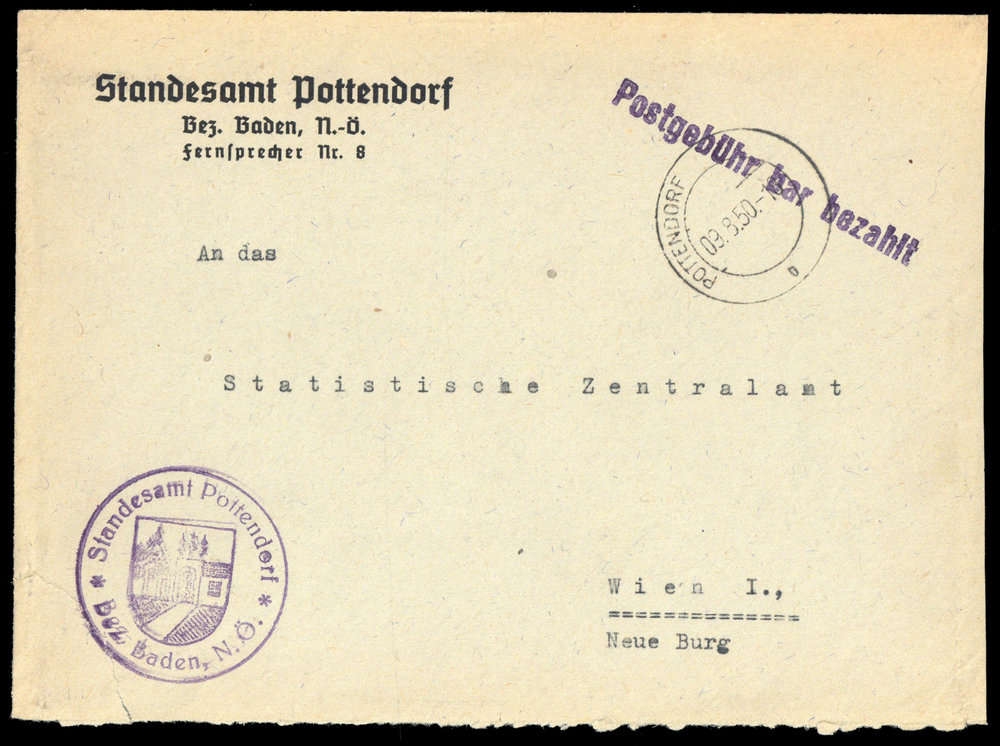 Standesamt Pottendorf
Bez. Baden, N.-Ö.
Fernsprecher Nr. 8
Postgebühr bar bezahlt
POTTENDORF
09.8.50.-18
b
An das
Statistische Zentralamt
* Standesamt Pottendorf *
Bez. Baden, N.Ö.
Wien I.,
==============
Neue Burg